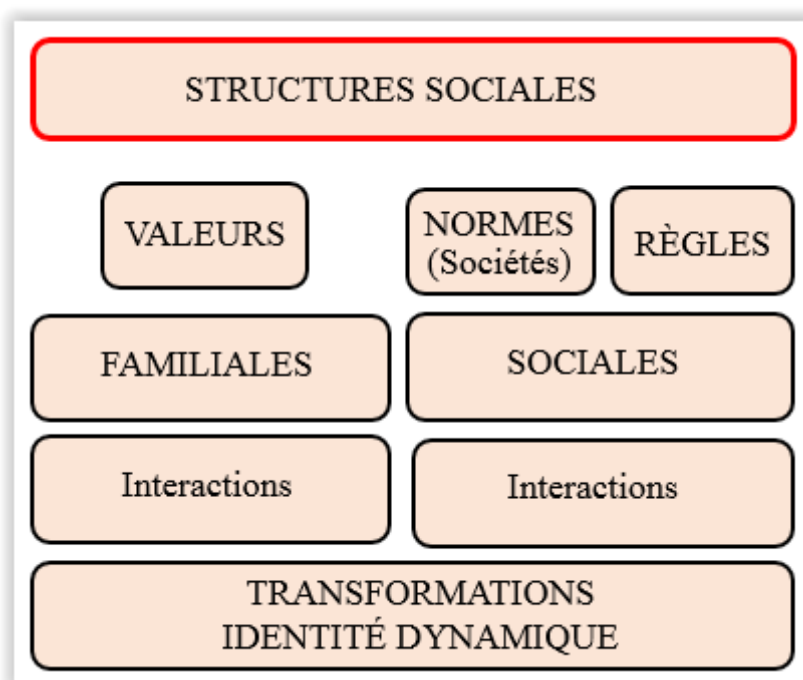 STRUCTURES SOCIALES
VALEURS
NORMES
(Sociétés)
RÈGLES
FAMILIALES
SOCIALES
Interactions
Interactions
TRANSFORMATIONS
IDENTITÉ DYNAMIQUE